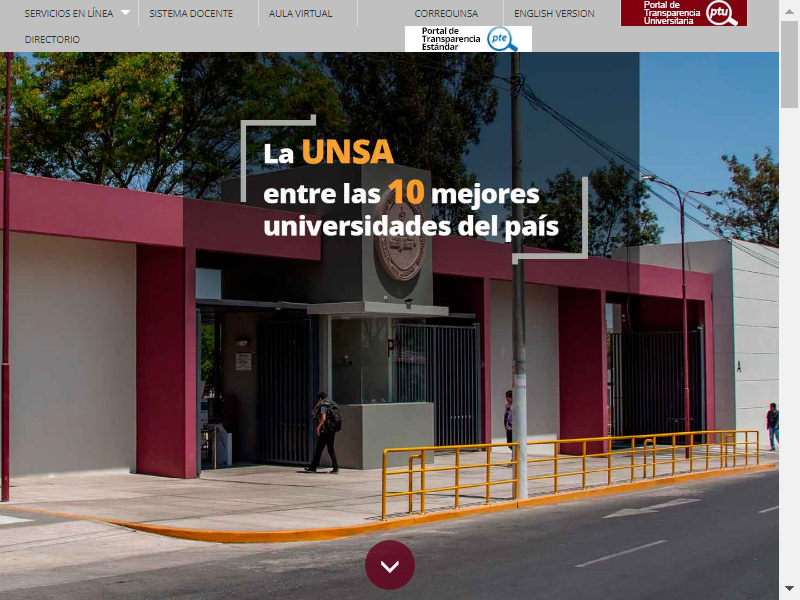 SERVICIOS EN LÍNEA
SISTEMA DOCENTE
AULA VIRTUAL
CORREOUNSA
ENGLISH VERSION
Portal de
Transparencia
Universitaria
ptu
DIRECTORIO
Portal de
Transparencia
Estándar
pte
La UNSA
entre las 10 mejores
universidades del país
P
A